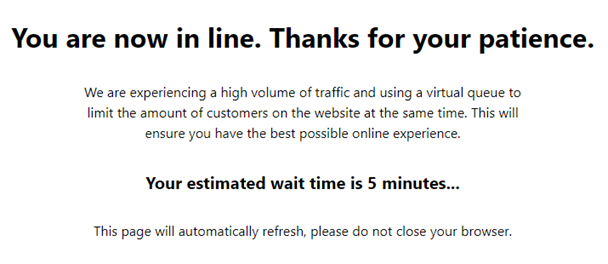 You are now in line. Thanks for your patience.
We are experiencing a high volume of traffic and using a virtual queue to
limit the amount of customers on the website at the same time. This will
ensure you have the best possible online experience.
Your estimated wait time is 5 minutes...
This page will automatically refresh, please do not close your browser.